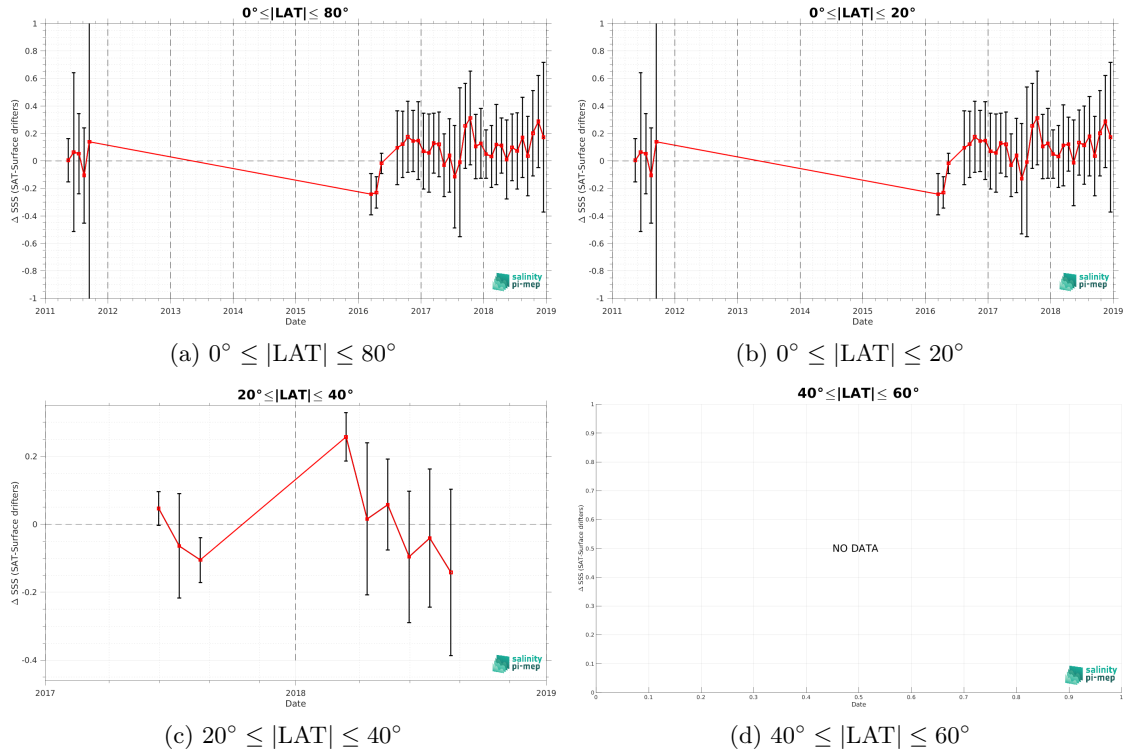 0°≤|LAT|≤ 80°
Δ SSS (SAT-Surface drifters)
1
0.8
0.6
0.4
0.2
0
-0.2
-0.4
-0.6
-0.8
-1
2011 2012 2013 2014 2015 2016 2017 2018 2019
Date
salinity
pi-mep
(a) 0° ≤ |LAT| ≤ 80°
0°≤|LAT|≤ 20°
Δ SSS (SAT-Surface drifters)
1
0.8
0.6
0.4
0.2
0
-0.2
-0.4
-0.6
-0.8
-1
2011 2012 2013 2014 2015 2016 2017 2018 2019
Date
salinity
pi-mep
(b) 0° ≤ |LAT| ≤ 20°
20°≤|LAT|≤ 40°
Δ SSS (SAT-Surface drifters)
0.2
0
-0.2
-0.4
2017 2018 2019
Date
salinity
pi-mep
(c) 20° ≤ |LAT| ≤ 40°
40°≤|LAT|≤ 60°
Δ SSS (SAT-Surface drifters)
1
0.9
0.8
0.7
0.6
0.5
0.4
0.3
0.2
0.1
0
NO DATA
0 0.1 0.2 0.3 0.4 0.5 0.6 0.7 0.8 0.9 1
Date
salinity
pi-mep
(d) 40° ≤ |LAT| ≤ 60°